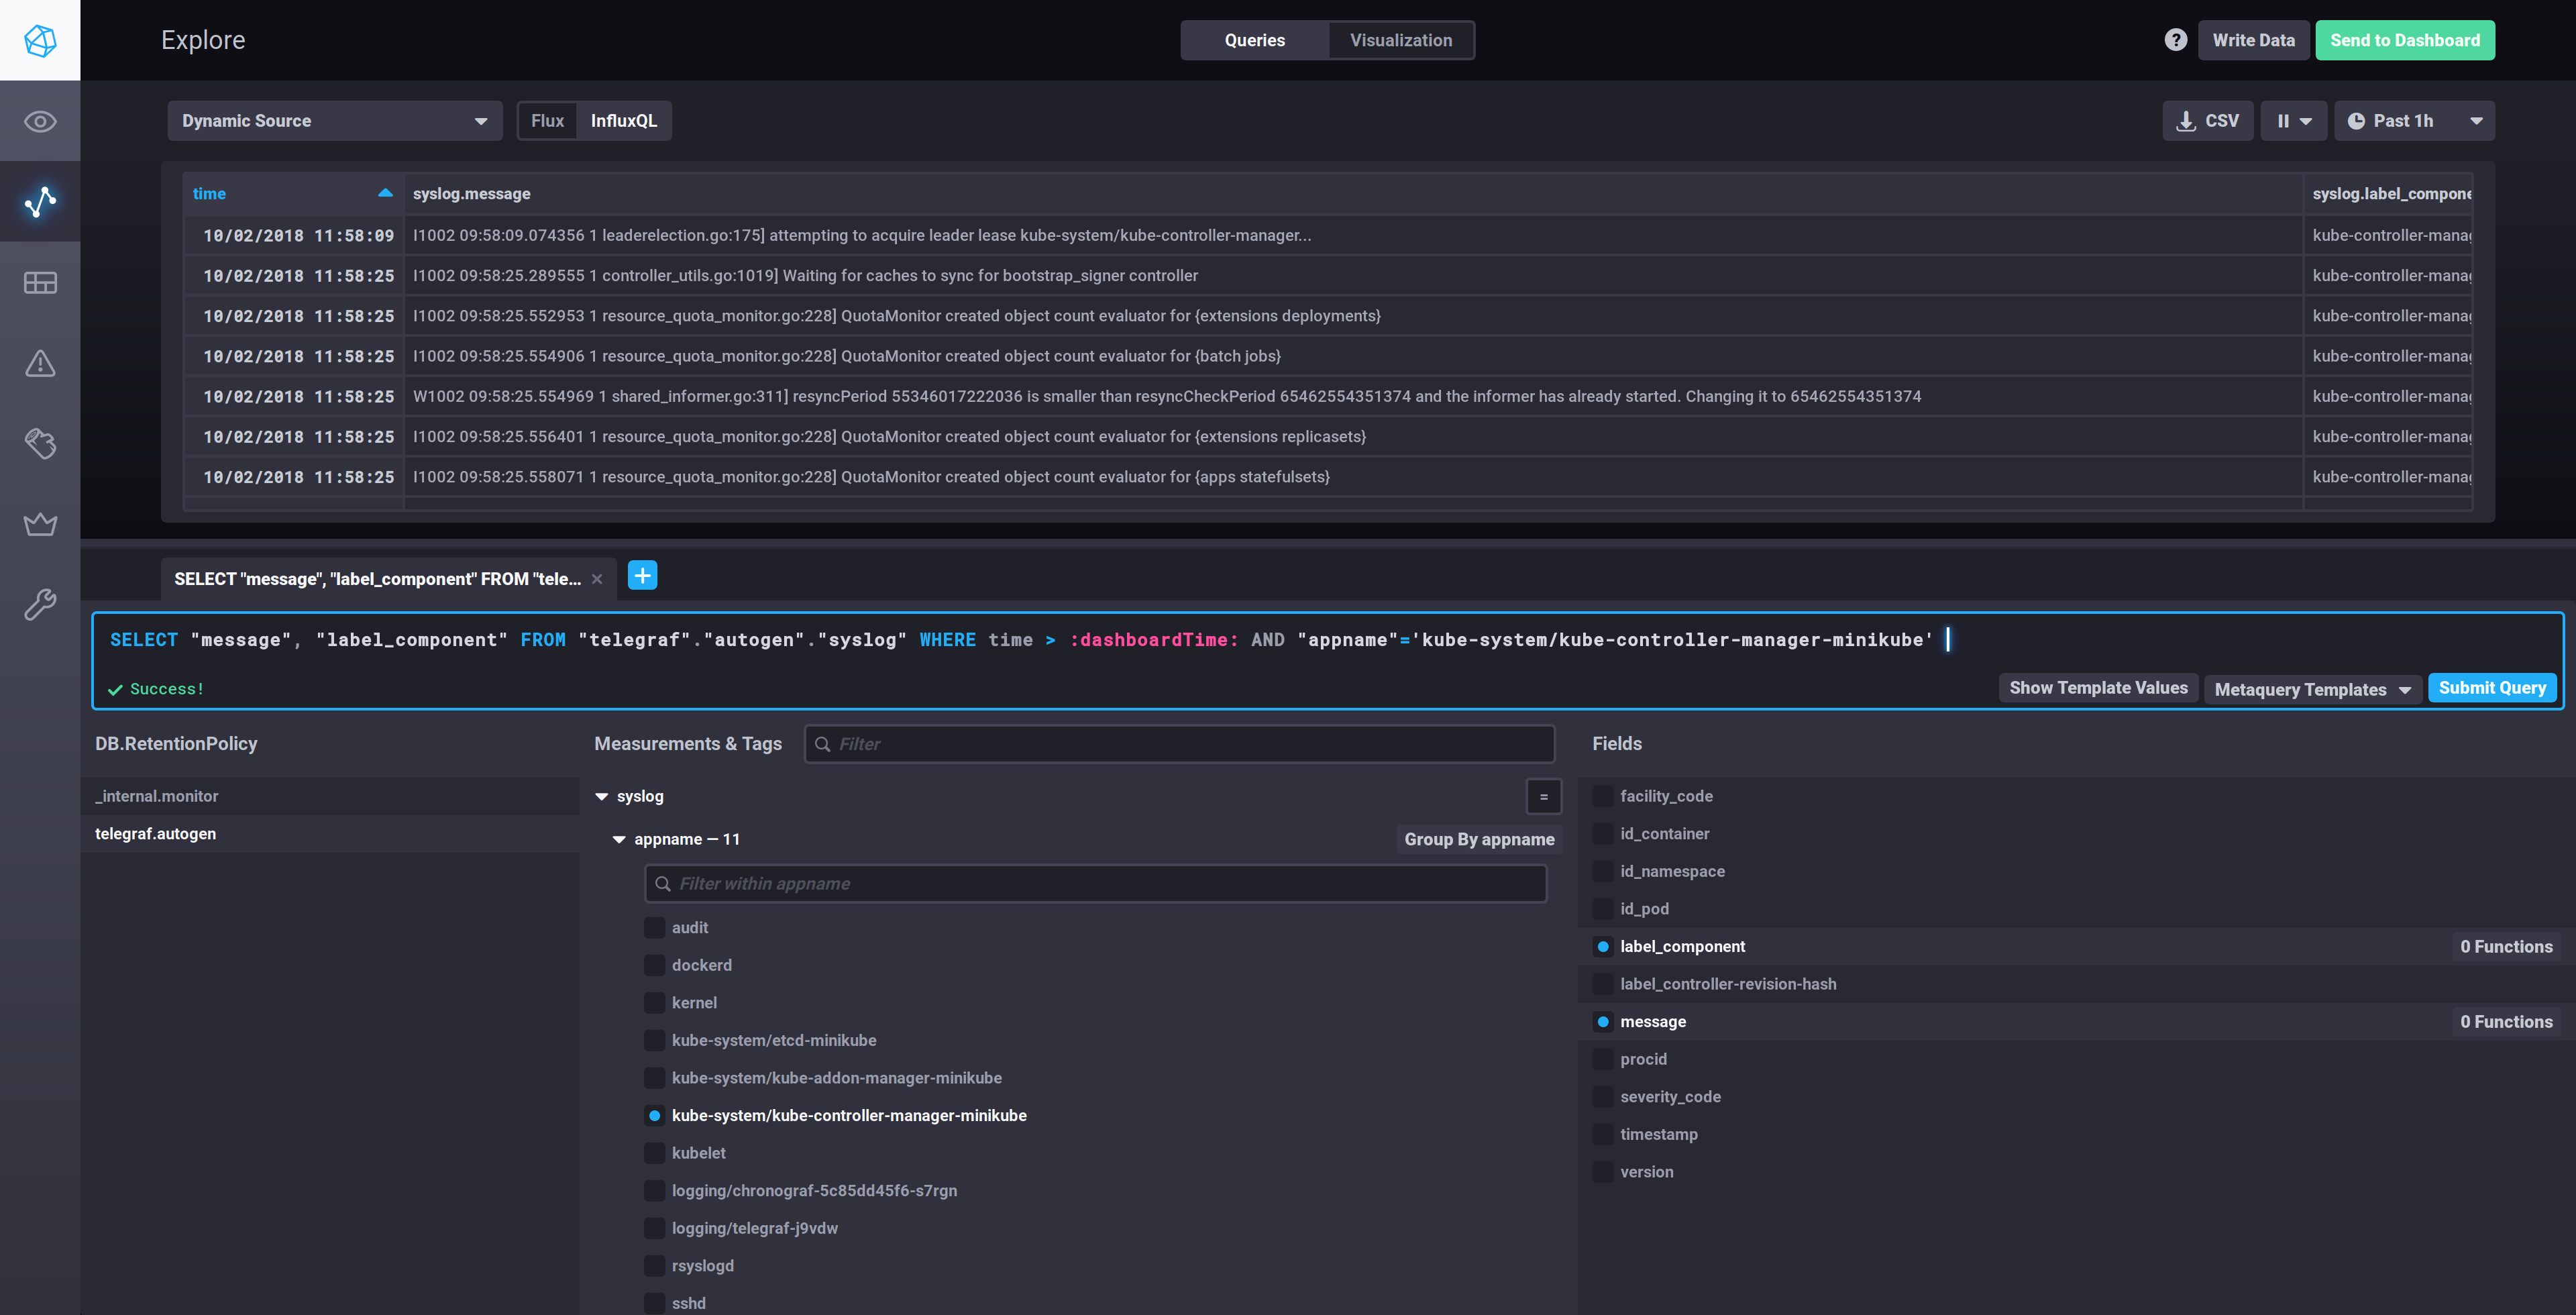 Explore
Queries Visualization
? Write Data Send to Dashboard
Dynamic Source Flux InfluxQL CSV Past 1h
time syslog.message syslog.label_compone
10/02/2018 11:58:09 I1002 09:58:09.074356 1 leaderelection.go:175] attempting to acquire leader lease kube-system/kube-controller-manager... kube-controller-manag
10/02/2018 11:58:25 I1002 09:58:25.289555 1 controller_utils.go:1019] Waiting for caches to sync for bootstrap_signer controller kube-controller-manag
10/02/2018 11:58:25 I1002 09:58:25.552953 1 resource_quota_monitor.go:228] QuotaMonitor created object count evaluator for {extensions deployments} kube-controller-manag
10/02/2018 11:58:25 I1002 09:58:25.554906 1 resource_quota_monitor.go:228] QuotaMonitor created object count evaluator for {batch jobs} kube-controller-manag
10/02/2018 11:58:25 W1002 09:58:25.554969 1 shared_informer.go:311] resyncPeriod 55346017222036 is smaller than resyncCheckPeriod 65462554351374 and the informer has already started. Changing it to 65462554351374 kube-controller-manag
10/02/2018 11:58:25 I1002 09:58:25.556401 1 resource_quota_monitor.go:228] QuotaMonitor created object count evaluator for {extensions replicasets} kube-controller-manag
10/02/2018 11:58:25 I1002 09:58:25.558071 1 resource_quota_monitor.go:228] QuotaMonitor created object count evaluator for {apps statefulsets} kube-controller-manag
SELECT "message", "label_component" FROM "tele... × +
SELECT "message", "label_component" FROM "telegraf"."autogen"."syslog" WHERE time > :dashboardTime: AND "appname"='kube-system/kube-controller-manager-minikube'
Success!
Show Template Values Metaquery Templates Submit Query
DB.RetentionPolicy
_internal.monitor
telegraf.autogen
Measurements & Tags Filter
syslog =
appname — 11 Group By appname
Filter within appname
audit
dockerd
kernel
kube-system/etcd-minikube
kube-system/kube-addon-manager-minikube
kube-system/kube-controller-manager-minikube
kubelet
logging/chronograf-5c85dd45f6-s7rgn
logging/telegraf-j9vdw
rsyslogd
sshd
Fields
facility_code
id_container
id_namespace
id_pod
label_component 0 Functions
label_controller-revision-hash
message 0 Functions
procid
severity_code
timestamp
version